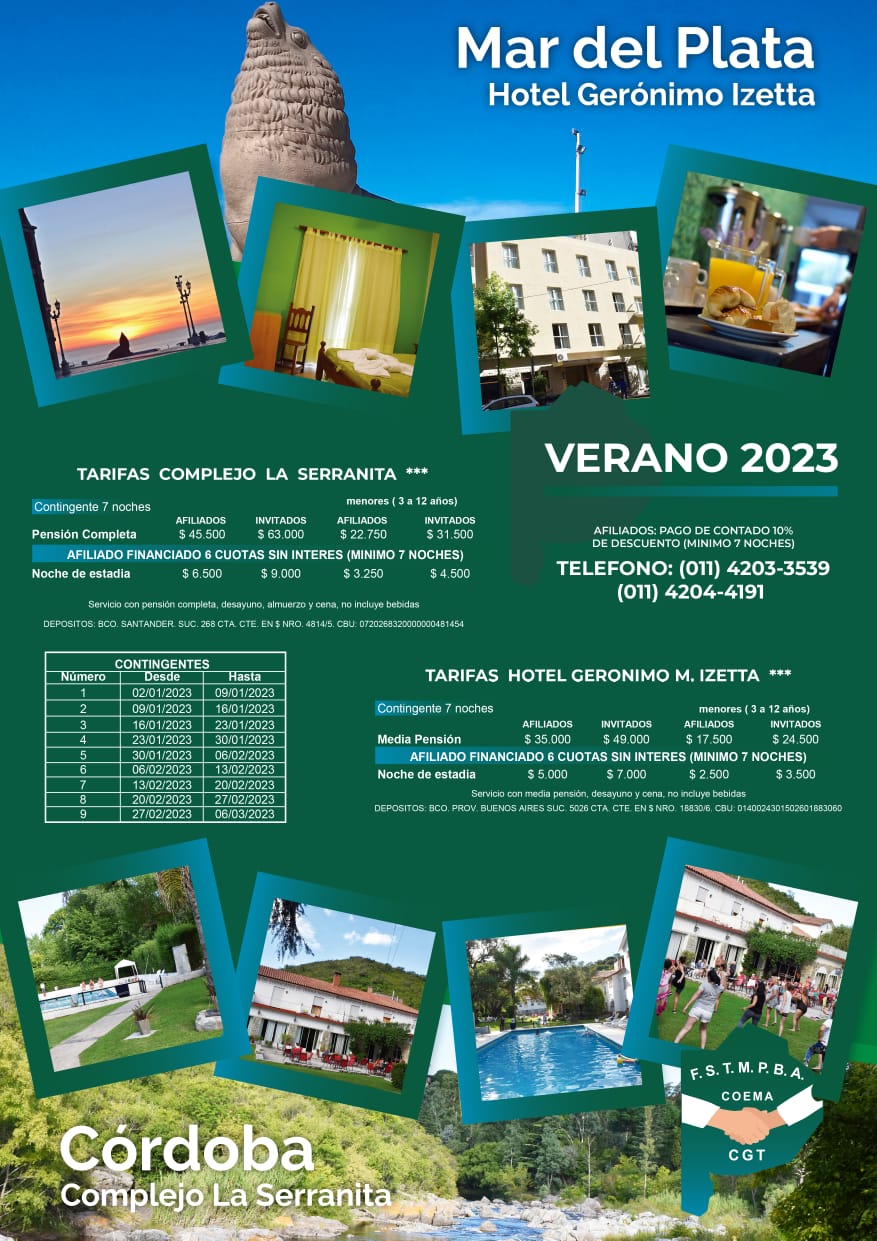 Mar del Plata
Hotel Gerónimo Izetta
VERANO 2023
AFILIADOS: PAGO DE CONTADO 10%
DE DESCUENTO (MINIMO 7 NOCHES)
TELEFONO: (011) 4203-3539
(011) 4204-4191
TARIFAS COMPLEJO LA SERRANITA ***
Contingente 7 noches
menores ( 3 a 12 años)
AFILIADOS INVITADOS AFILIADOS INVITADOS
Pensión Completa $ 45.500 $ 63.000 $ 22.750 $ 31.500
AFILIADO FINANCIADO 6 CUOTAS SIN INTERES (MINIMO 7 NOCHES)
Noche de estadia $ 6.500 $ 9.000 $ 3.250 $ 4.500
Servicio con pensión completa, desayuno, almuerzo y cena, no incluye bebidas
DEPOSITOS: BCO. SANTANDER. SUC. 268 CTA. CTE. EN $ NRO. 4814/5. CBU: 0720268320000000481454
CONTINGENTES
Número Desde Hasta
1 02/01/2023 09/01/2023
2 09/01/2023 16/01/2023
3 16/01/2023 23/01/2023
4 23/01/2023 30/01/2023
5 30/01/2023 06/02/2023
6 06/02/2023 13/02/2023
7 13/02/2023 20/02/2023
8 20/02/2023 27/02/2023
9 27/02/2023 06/03/2023
TARIFAS HOTEL GERONIMO M. IZETTA ***
Contingente 7 noches
menores ( 3 a 12 años)
AFILIADOS INVITADOS AFILIADOS INVITADOS
Media Pensión $ 35.000 $ 49.000 $ 17.500 $ 24.500
AFILIADO FINANCIADO 6 CUOTAS SIN INTERES (MINIMO 7 NOCHES)
Noche de estadia $ 5.000 $ 7.000 $ 2.500 $ 3.500
Servicio con media pensión, desayuno y cena, no incluye bebidas
DEPOSITOS: BCO. PROV. BUENOS AIRES SUC. 5026 CTA. CTE. EN $ NRO. 18830/6. CBU: 0140024301502601883060
F. S. T. M. P. B. A.
COEMA
CGT
Córdoba
Complejo La Serranita